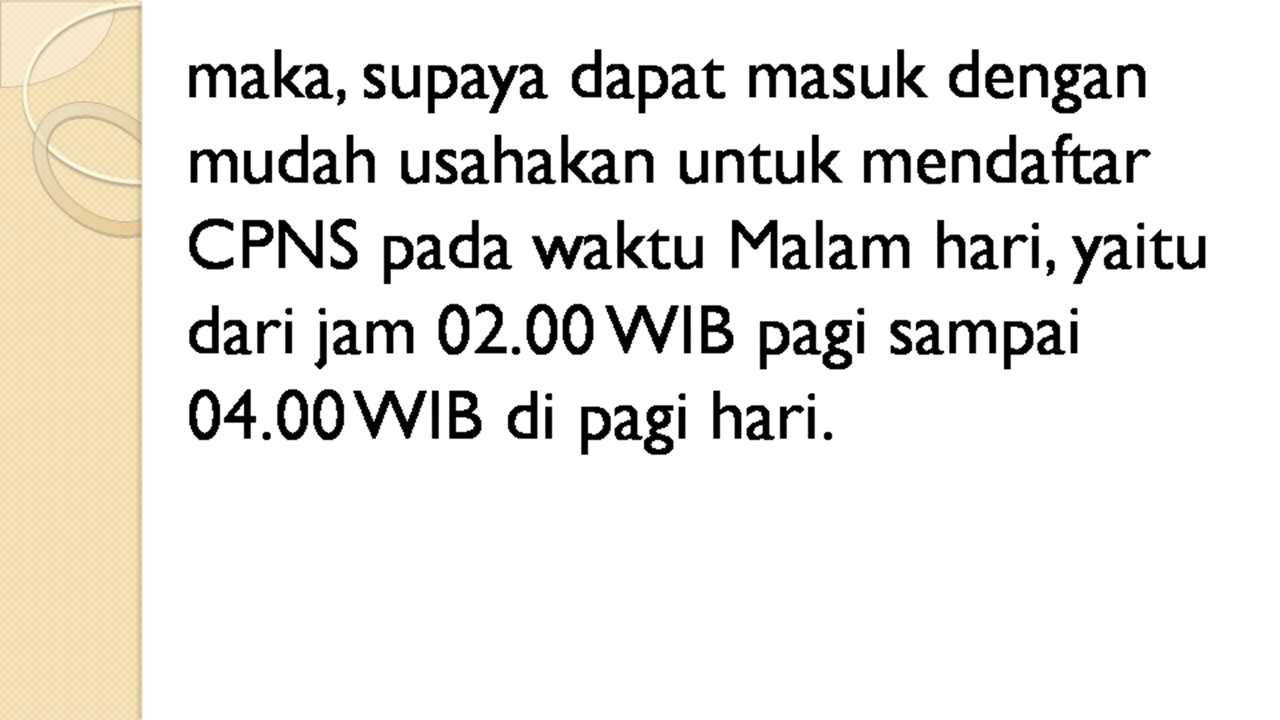 maka, supaya dapat masuk dengan
mudah usahakan untuk mendaftar
CPNS pada waktu Malam hari, yaitu
dari jam 02.00 WIB pagi sampai
04.00 WIB di pagi hari.